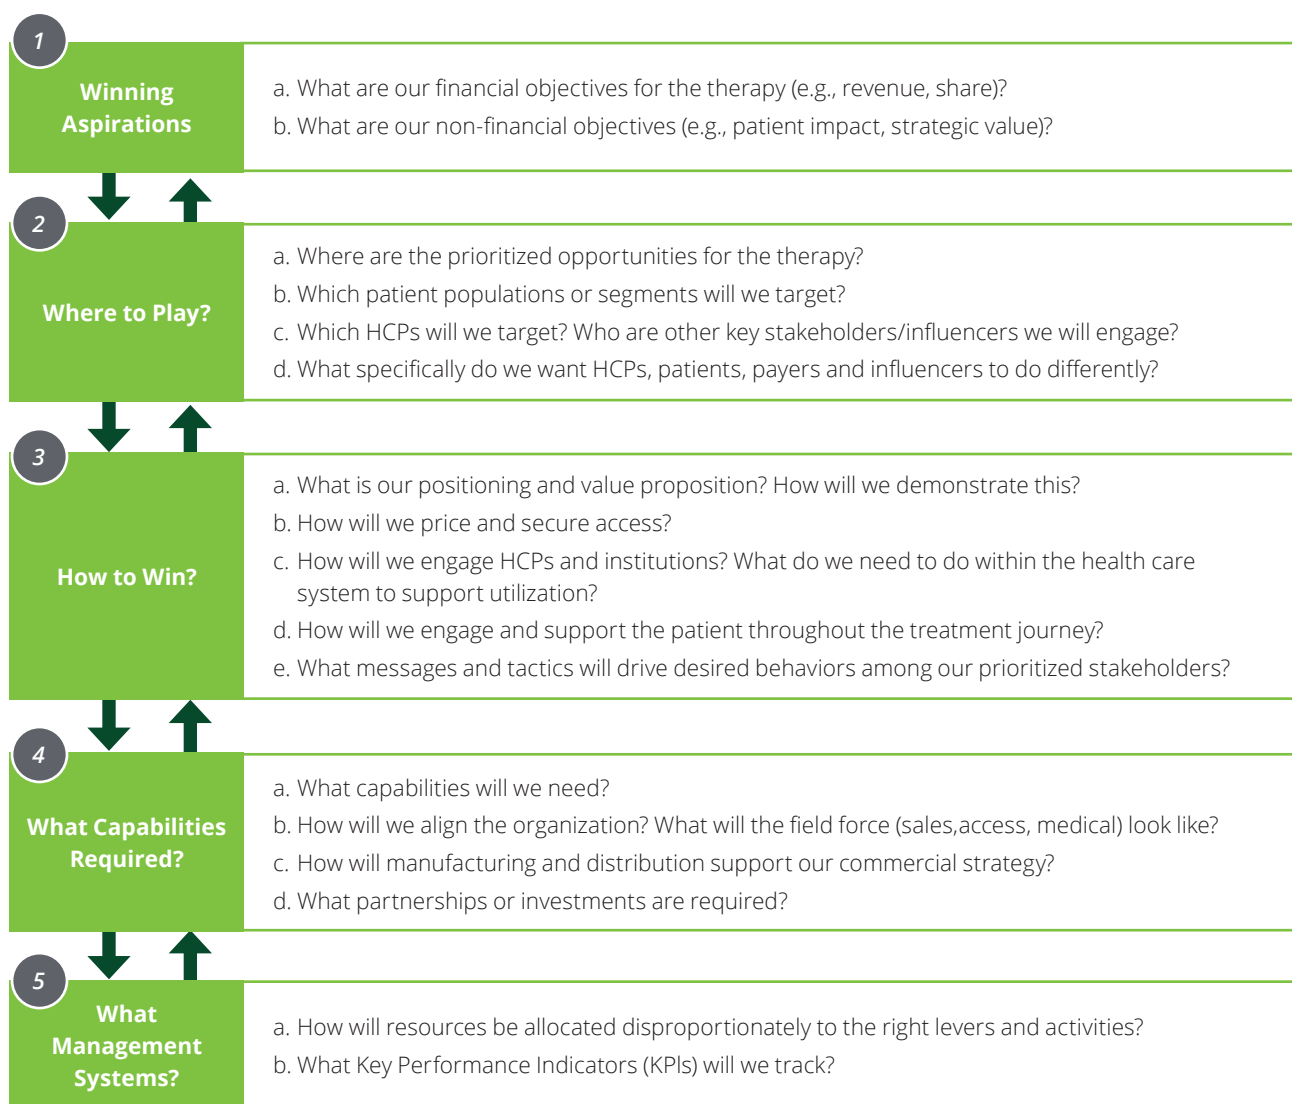 1
Winning
Aspirations
a. What are our financial objectives for the therapy (e.g., revenue, share)?
b. What are our non-financial objectives (e.g., patient impact, strategic value)?
2
Where to Play?
a. Where are the prioritized opportunities for the therapy?
b. Which patient populations or segments will we target?
c. Which HCPs will we target? Who are other key stakeholders/influencers we will engage?
d. What specifically do we want HCPs, patients, payers and influencers to do differently?
3
How to Win?
a. What is our positioning and value proposition? How will we demonstrate this?
b. How will we price and secure access?
c. How will we engage HCPs and institutions? What do we need to do within the health care
system to support utilization?
d. How will we engage and support the patient throughout the treatment journey?
e. What messages and tactics will drive desired behaviors among our prioritized stakeholders?
4
What Capabilities
Required?
a. What capabilities will we need?
b. How will we align the organization? What will the field force (sales,access, medical) look like?
c. How will manufacturing and distribution support our commercial strategy?
d. What partnerships or investments are required?
5
What
Management
Systems?
a. How will resources be allocated disproportionately to the right levers and activities?
b. What Key Performance Indicators (KPIs) will we track?